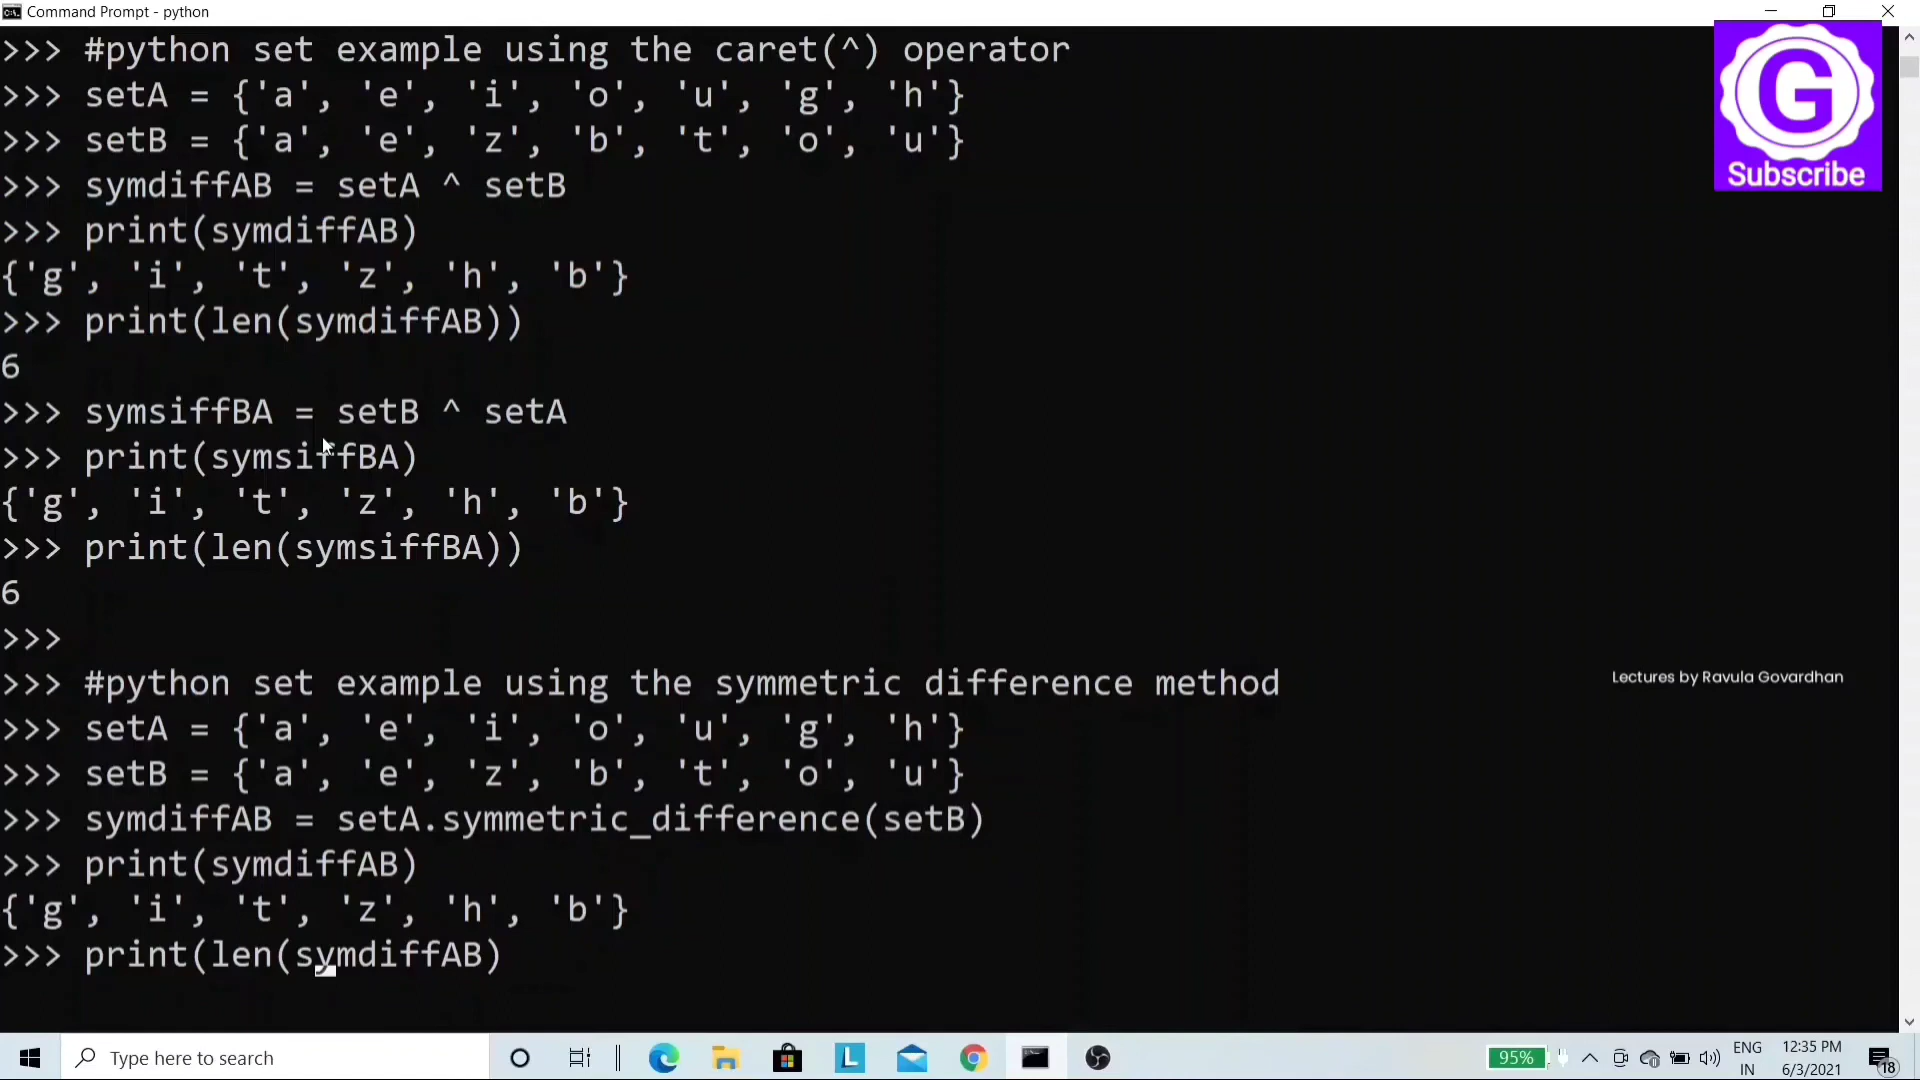 Command Prompt - python
>>> #python set example using the caret(^) operator
>>> setA = {'a', 'e', 'i', 'o', 'u', 'g', 'h'}
>>> setB = {'a', 'e', 'z', 'b', 't', 'o', 'u'}
>>> symdiffAB = setA ^ setB
>>> print(symdiffAB)
{'g', 'i', 't', 'z', 'h', 'b'}
>>> print(len(symdiffAB))
6
>>> symsiffBA = setB ^ setA
>>> print(symsiffBA)
{'g', 'i', 't', 'z', 'h', 'b'}
>>> print(len(symsiffBA))
6
>>>
>>> #python set example using the symmetric difference method
>>> setA = {'a', 'e', 'i', 'o', 'u', 'g', 'h'}
>>> setB = {'a', 'e', 'z', 'b', 't', 'o', 'u'}
>>> symdiffAB = setA.symmetric_difference(setB)
>>> print(symdiffAB)
{'g', 'i', 't', 'z', 'h', 'b'}
>>> print(len(symdiffAB)
G
Subscribe
Lectures by Ravula Govardhan
Type here to search
L
95%
ENG
IN
12:35 PM
6/3/2021
18